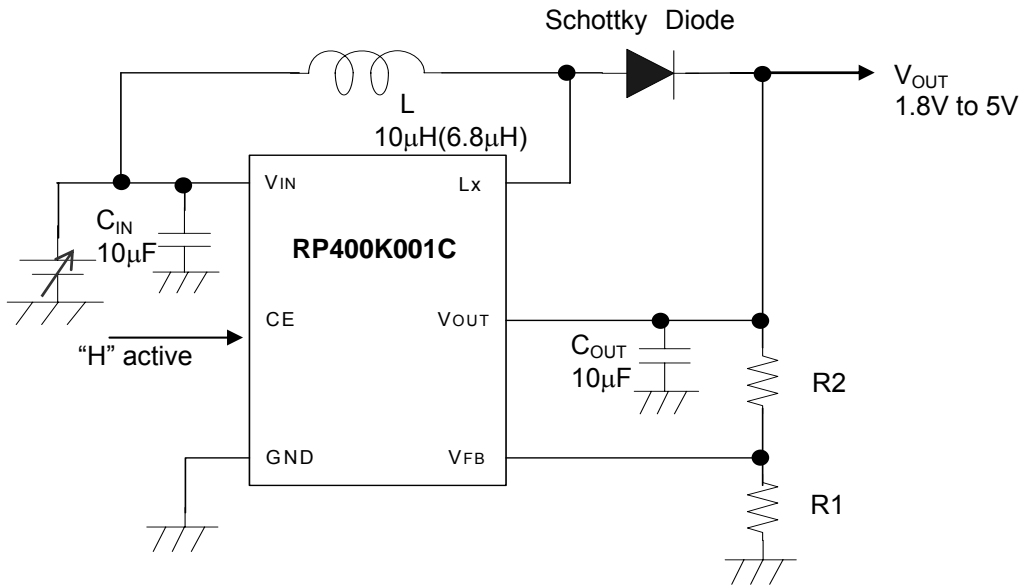 Schottky Diode
VOUT
1.8V to 5V
L
10μH(6.8μH)
VIN
Lx
CIN
10μF
RP400K001C
CE
VOUT
"H" active
COUT
10μF
R2
GND
VFB
R1